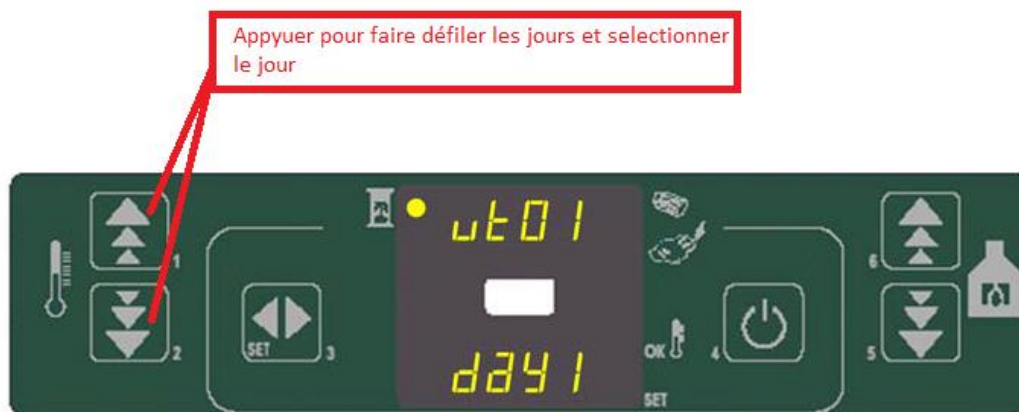 Appyuer pour faire défiler les jours et selectionner
le jour
ut01
1
6
2
SET
3
OK
4
5
day1
SET